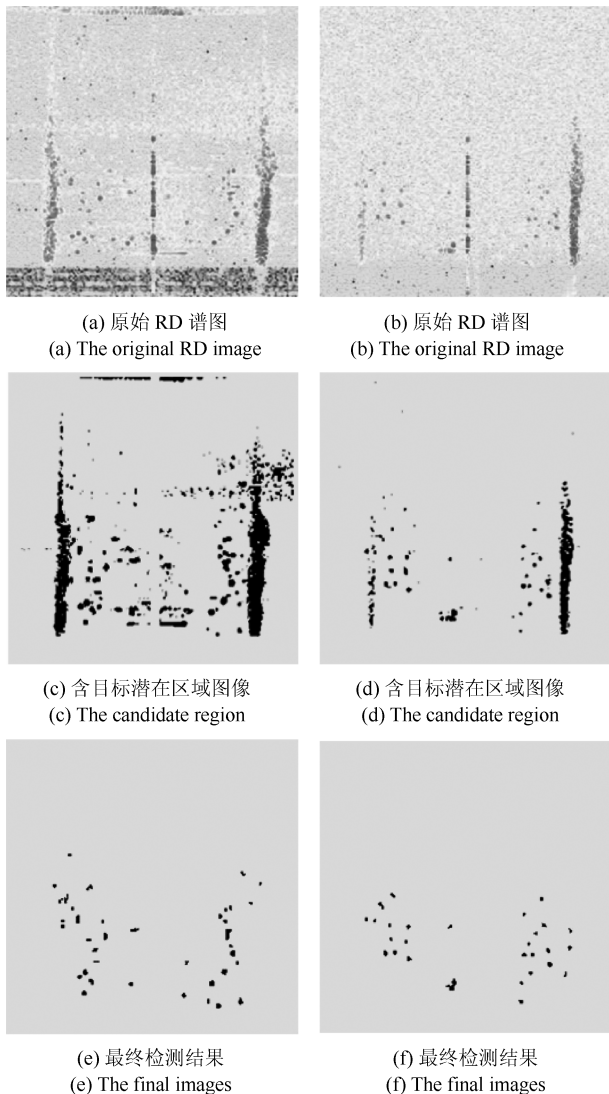 (a) 原始 RD 谱图
(a) The original RD image
(b) 原始 RD 谱图
(b) The original RD image
(c) 含目标潜在区域图像
(c) The candidate region
(d) 含目标潜在区域图像
(d) The candidate region
(e) 最终检测结果
(e) The final images
(f) 最终检测结果
(f) The final images